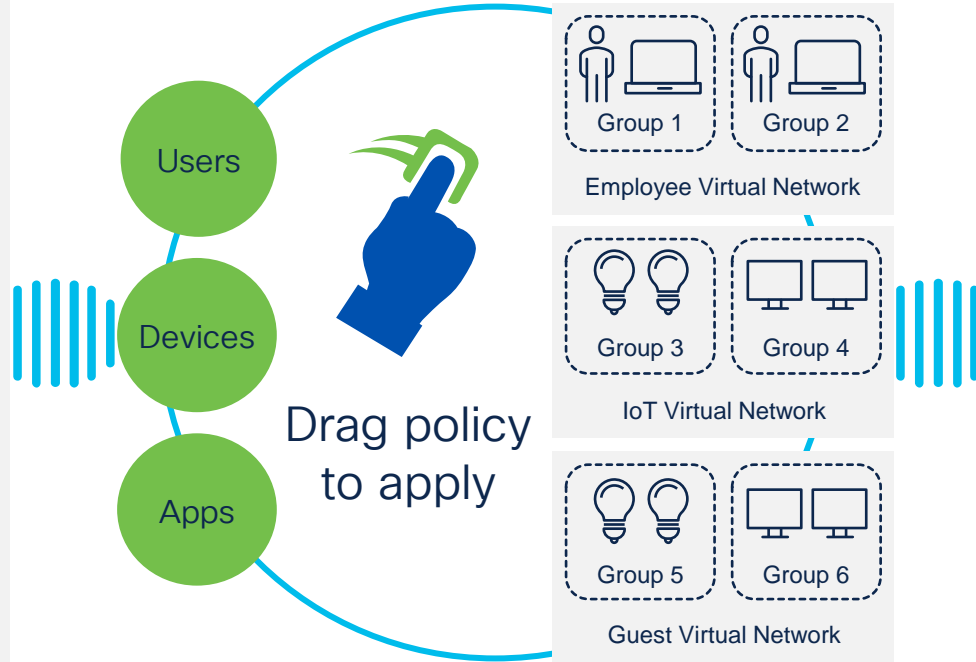 Users
Devices
Apps
Drag policy
to apply
Group 1
Group 2
Employee Virtual Network
Group 3
Group 4
IoT Virtual Network
Group 5
Group 6
Guest Virtual Network